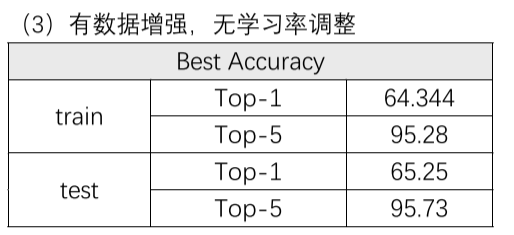 （3）有数据增强，无学习率调整
Best Accuracy
train Top-1 64.344
Top-5 95.28
test Top-1 65.25
Top-5 95.73